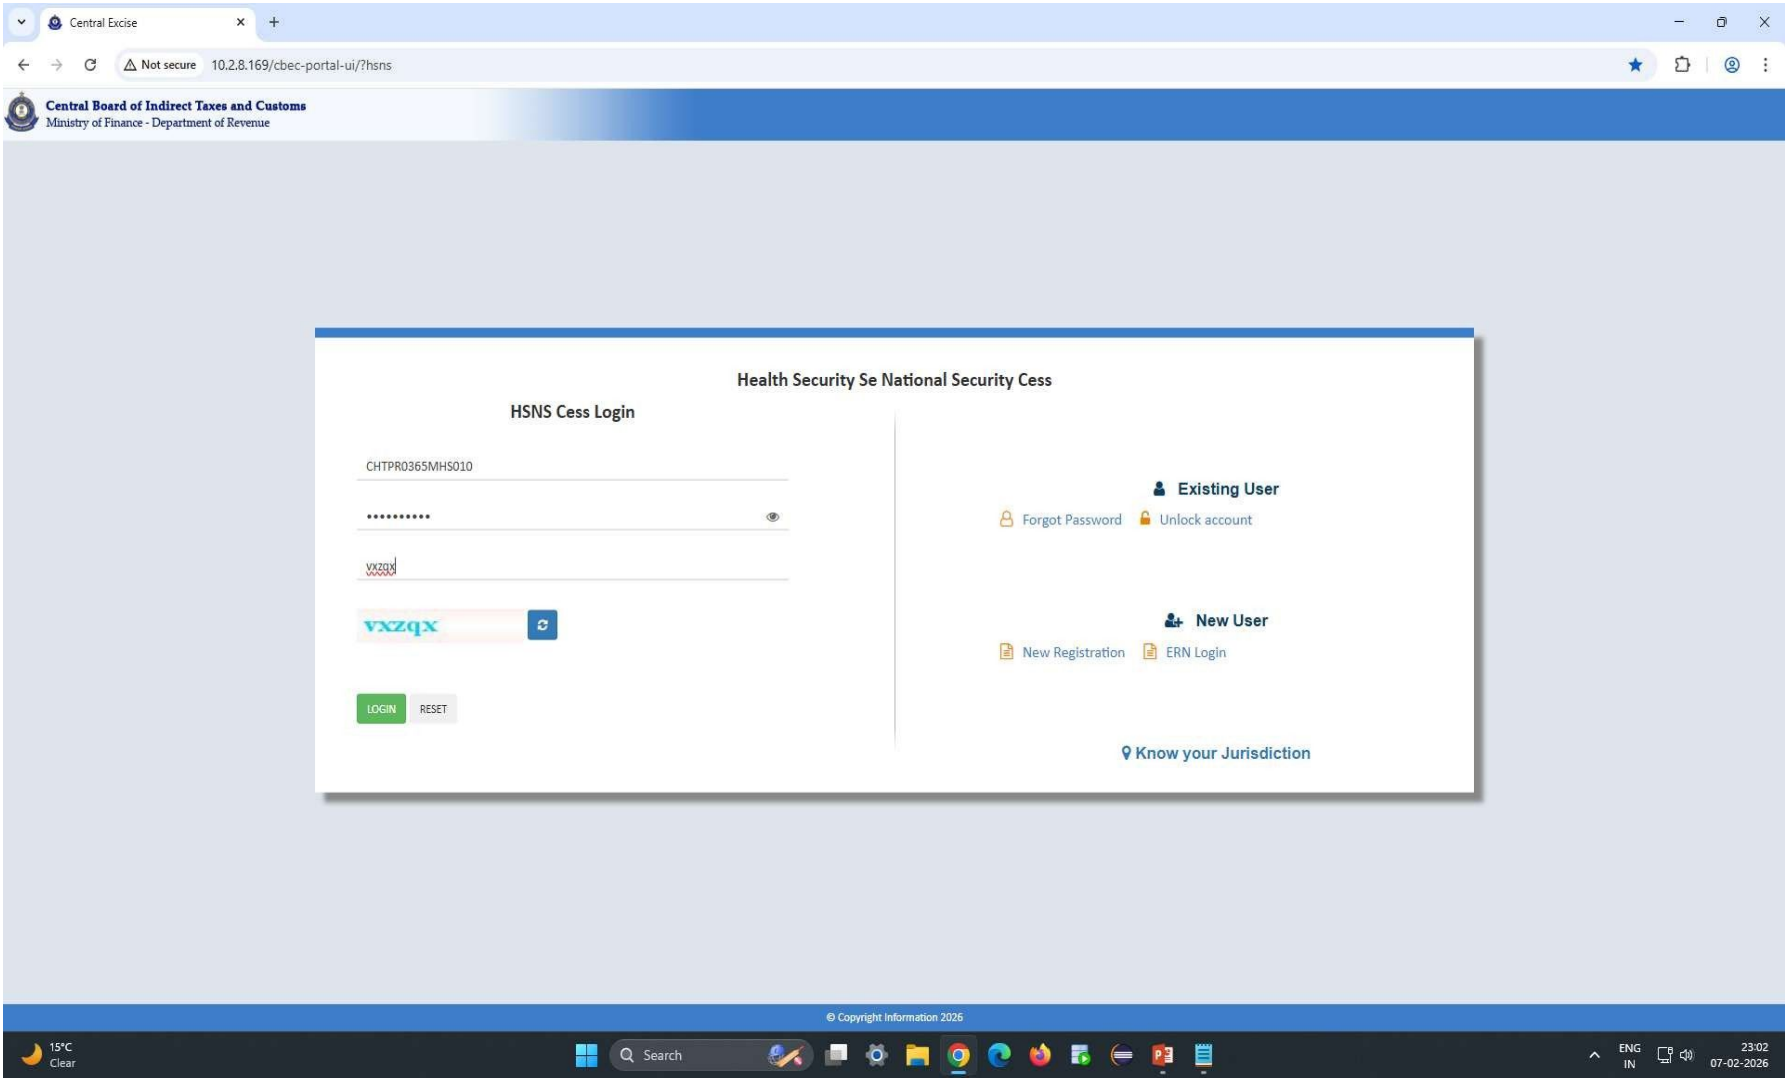 Central Excise
Not secure 10.2.8.169/cbec-portal-ui/?hsns
Central Board of Indirect Taxes and Customs
Ministry of Finance - Department of Revenue
Health Security Se National Security Cess
HSNS Cess Login
CHTPR0365MHS010
••••••••••
vxzqx
vxzqx
LOGIN RESET
Existing User
Forgot Password Unlock account
New User
New Registration ERN Login
Know your Jurisdiction
© Copyright Information 2026
15°C
Clear
Search
ENG
IN
23:02
07-02-2026